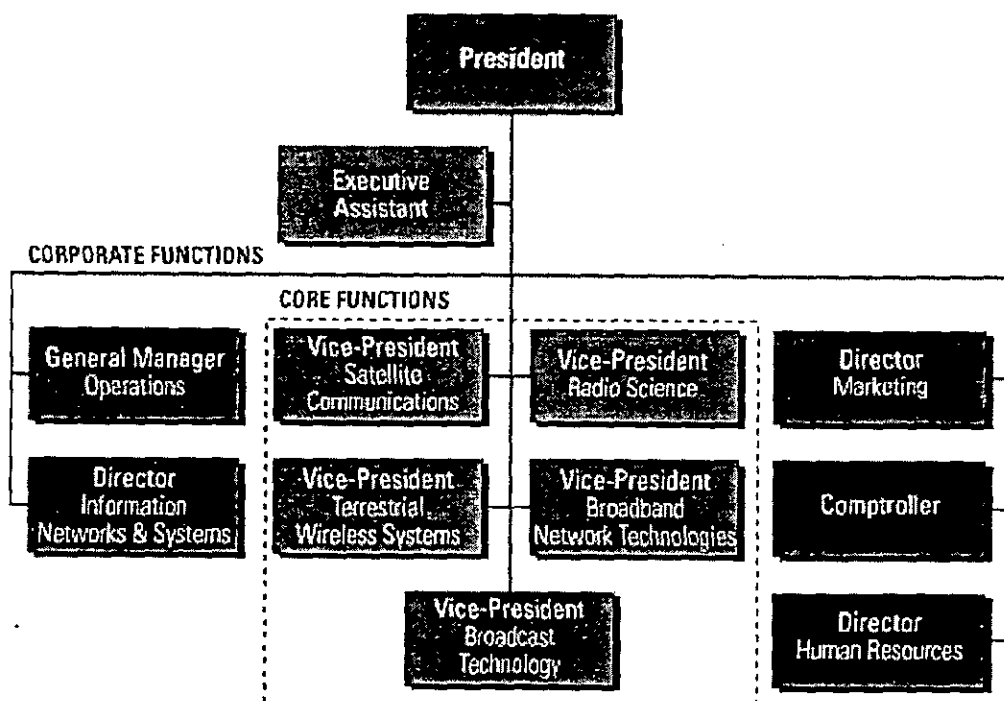 President
Executive
Assistant
CORPORATE FUNCTIONS
CORE FUNCTIONS
General Manager
Operations
Vice-President
Satellite
Communications
Vice-President
Radio Science
Director
Marketing
Director
Information
Networks & Systems
Vice-President
Terrestrial
Wireless Systems
Vice-President
Broadband
Network Technologies
Comptroller
Vice-President
Broadcast
Technology
Director
Human Resources